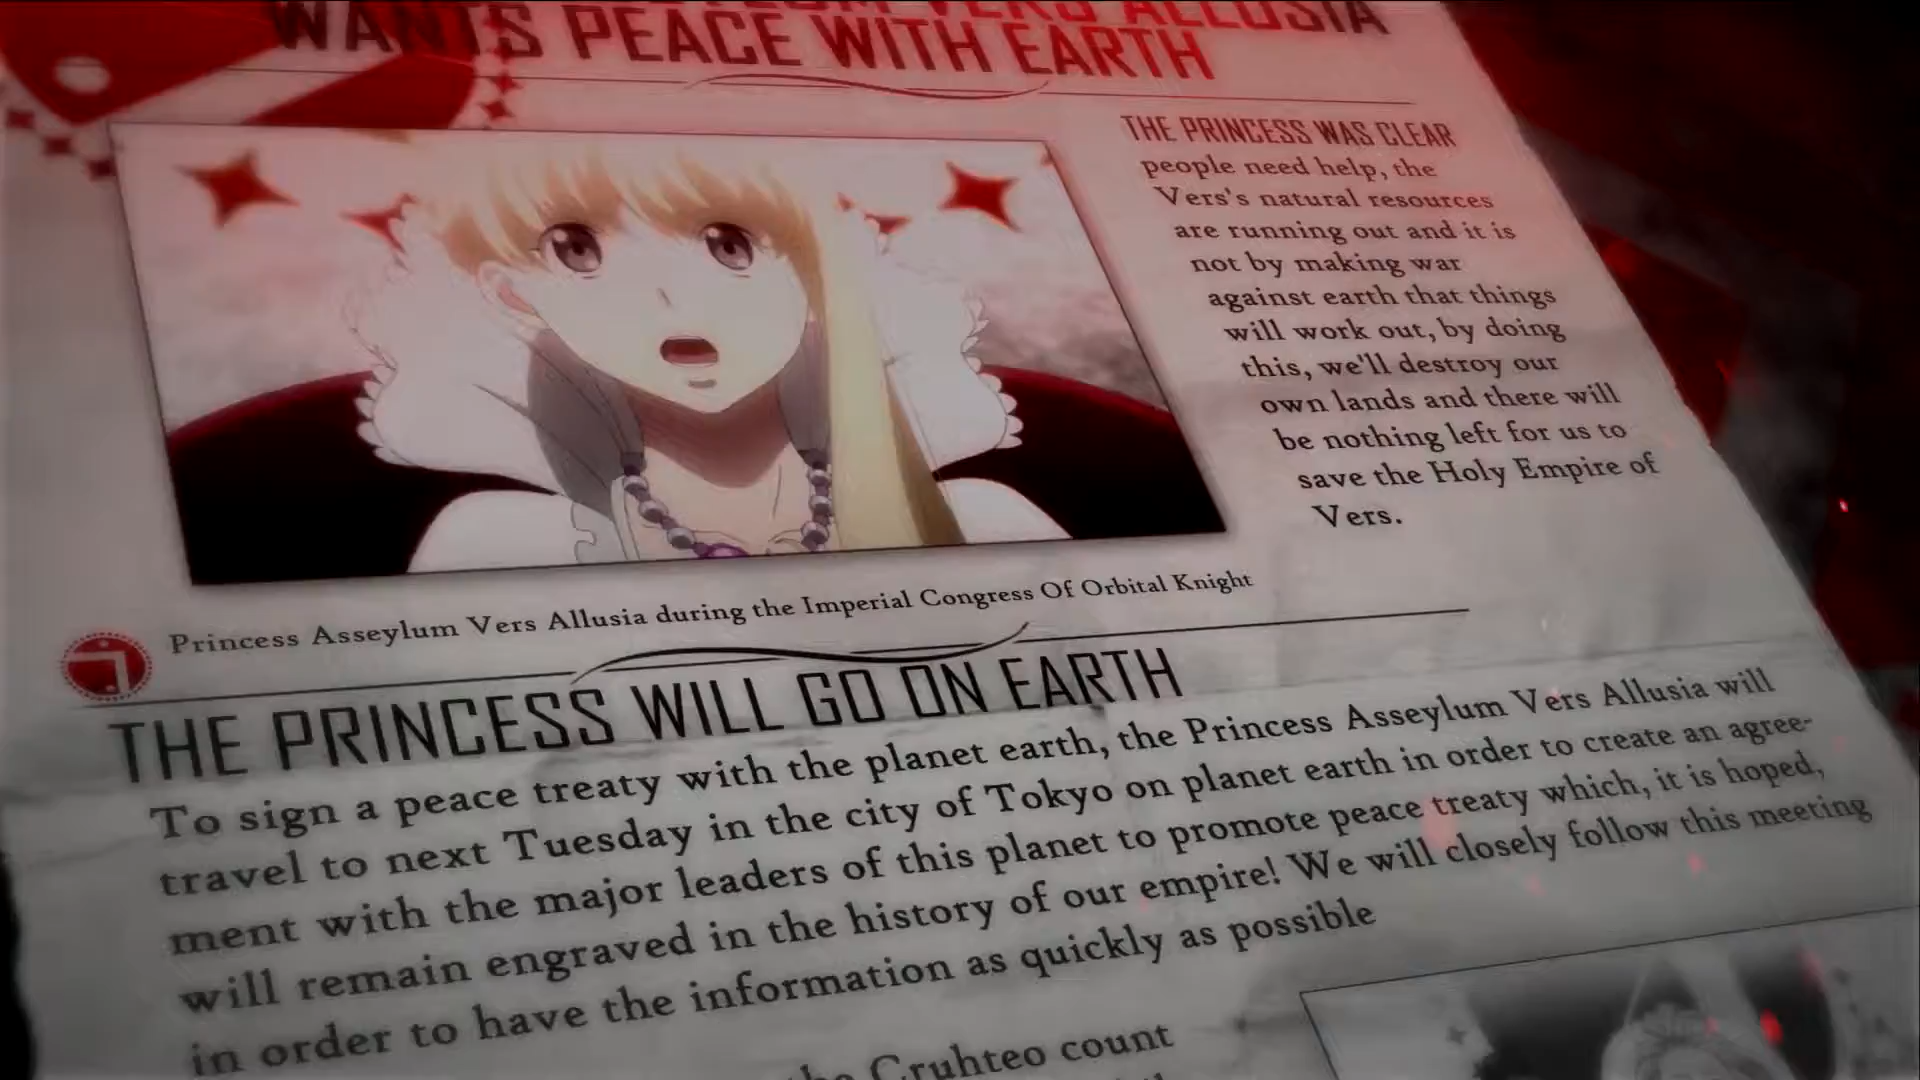 VERS ALLUSIA
WANTS PEACE WITH EARTH
THE PRINCESS WAS CLEAR
people need help, the
Vers's natural resources
are running out and it is
not by making war
against earth that things
will work out, by doing
this, we'll destroy our
own lands and there will
be nothing left for us to
save the Holy Empire of
Vers.
Princess Asseylum Vers Allusia during the Imperial Congress Of Orbital Knight
THE PRINCESS WILL GO ON EARTH
To sign a peace treaty with the planet earth, the Princess Asseylum Vers Allusia will
travel to next Tuesday in the city of Tokyo on planet earth in order to create an agree-
ment with the major leaders of this planet to promote peace treaty which, it is hoped,
will remain engraved in the history of our empire! We will closely follow this meeting
in order to have the information as quickly as possible
Cruhteo count